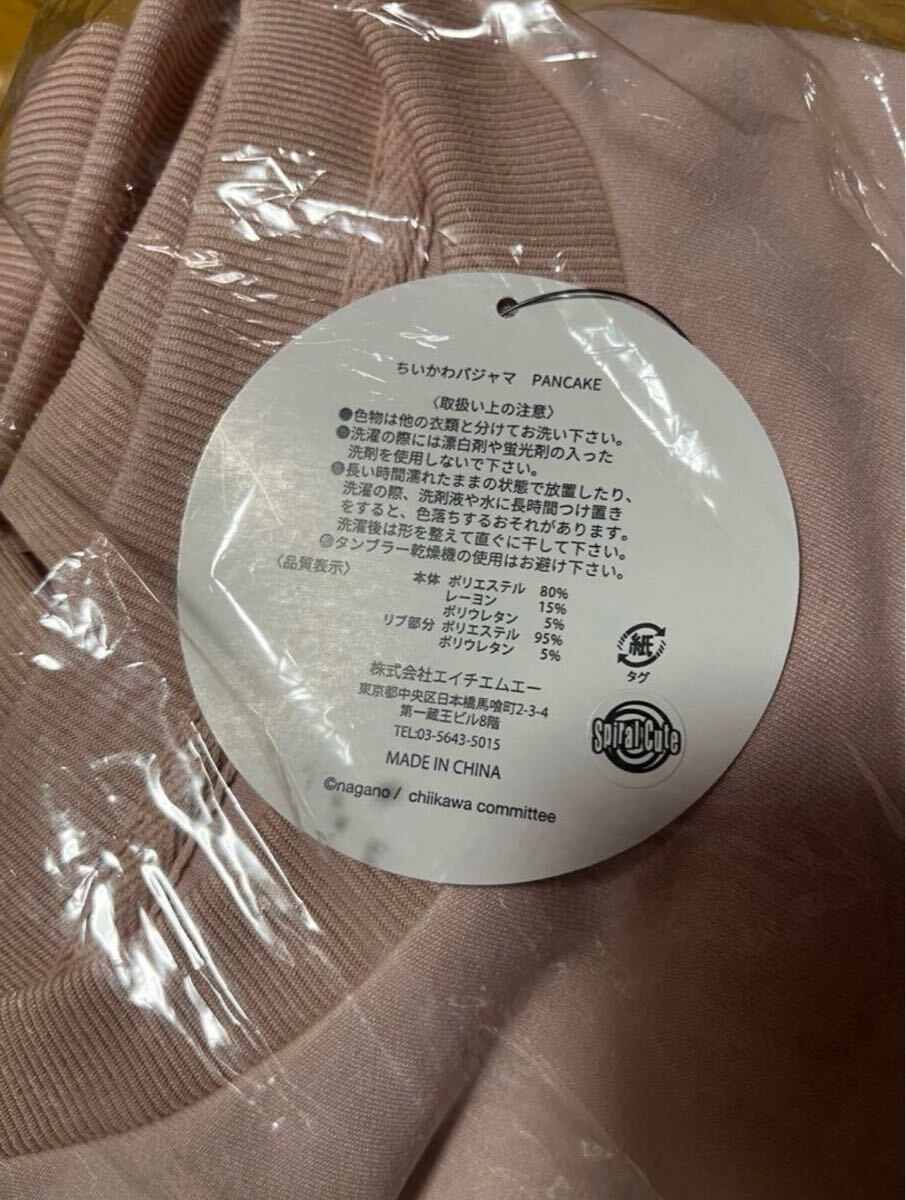 ちいかわパジャマ　PANCAKE
〈取扱い上の注意〉
●色物は他の衣類と分けてお洗い下さい。
●洗濯の際には漂白剤や蛍光剤の入った
洗剤を使用しないで下さい。
●長い時間濡れたままの状態で放置したり、
洗濯の際、洗剤液や水に長時間つけ置き
をすると、色落ちするおそれがあります。
洗濯後は形を整えて直ぐに干して下さい。
●タンブラー乾燥機の使用はお避け下さい。
〈品質表示〉
本体 ポリエステル 80%
レーヨン 15%
ポリウレタン 5%
リブ部分 ポリエステル 95%
ポリウレタン 5%
紙
タグ
株式会社エイチエムエー
東京都中央区日本橋馬喰町2-3-4
第一蔵王ビル8階
TEL:03-5643-5015
Spiral Cute
MADE IN CHINA
©nagano / chiikawa committee